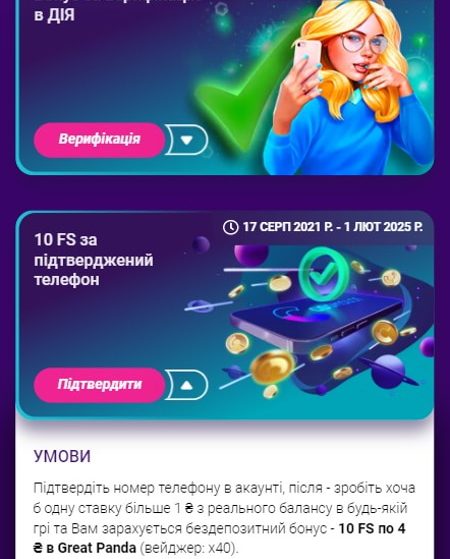 в ДІЯ
Верифікація
17 СЕРП 2021 Р. - 1 ЛЮТ 2025 Р.
10 FS за
підтверджений
телефон
Підтвердити
УМОВИ
Підтвердіть номер телефону в акаунті, після - зробіть хоча
б одну ставку більше 1 ₴ з реального балансу в будь-якій
грі та Вам зарахується бездепозитний бонус - 10 FS по 4
₴ в Great Panda (вейджер: х40).